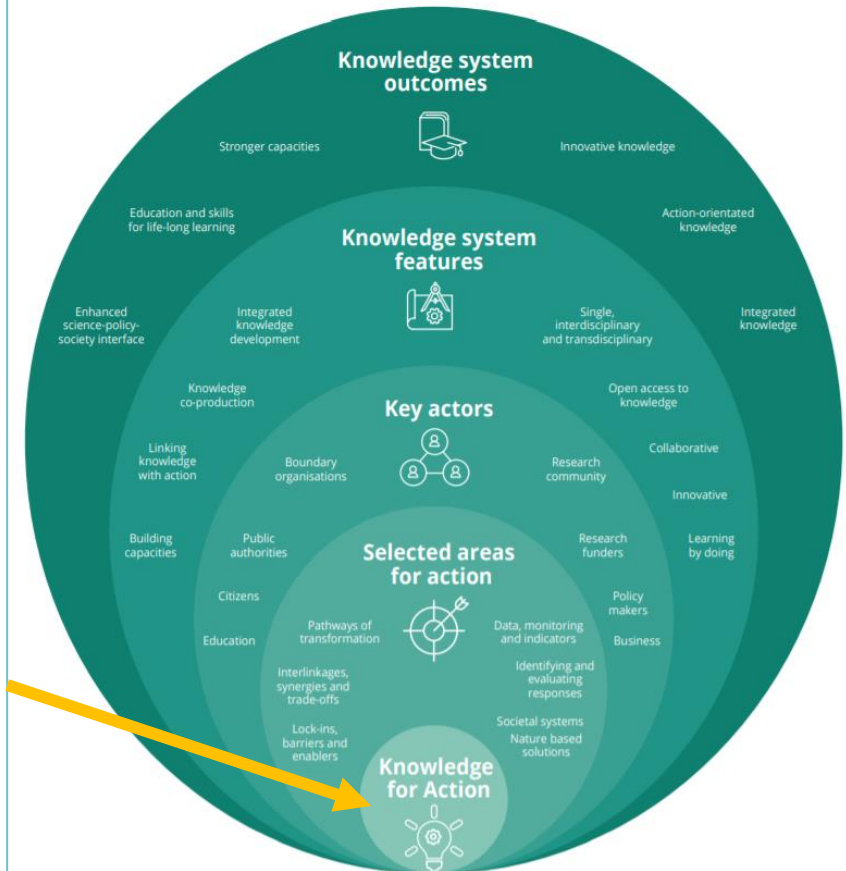 Knowledge system
outcomes
Stronger capacities
Innovative knowledge
Education and skills
for life-long learning
Action-orientated
knowledge
Knowledge system
features
Enhanced
science-policy-
society interface
Integrated
knowledge
development
Single,
interdisciplinary
and transdisciplinary
Integrated
knowledge
Knowledge
co-production
Open access to
knowledge
Key actors
Linking
knowledge
with action
Boundary
organisations
Research
community
Collaborative
Innovative
Building
capacities
Public
authorities
Selected areas
for action
Research
funders
Learning
by doing
Citizens
Policy
makers
Education
Pathways of
transformation
Data, monitoring
and indicators
Business
Interlinkages,
synergies and
trade-offs
Identifying and
evaluating
responses
Lock-ins,
barriers and
enablers
Societal systems
Nature based
solutions
Knowledge
for Action